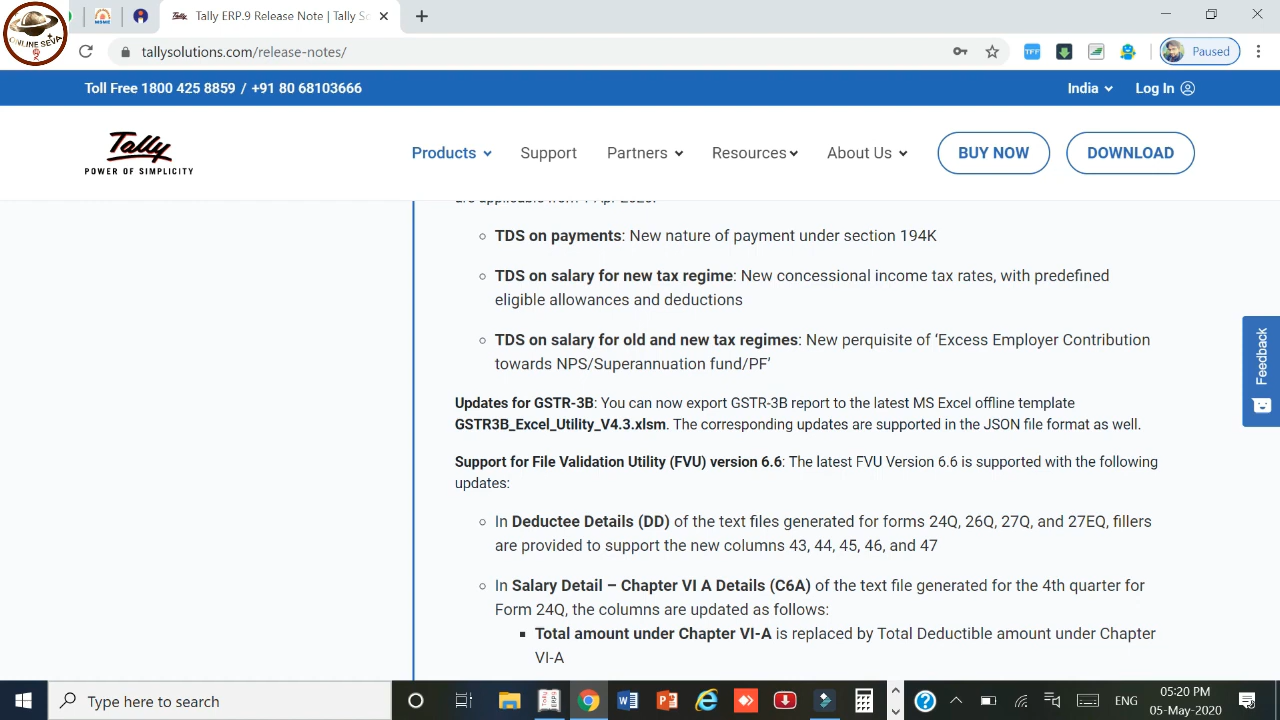 ONLINE SEVA
MSME
Tally ERP.9 Release Note | Tally So
tallysolutions.com/release-notes/
TFF
Paused
Toll Free 1800 425 8859 / +91 80 68103666
India
Log In
Tally
POWER OF SIMPLICITY
Products
Support
Partners
Resources
About Us
BUY NOW
DOWNLOAD
are applicable from 1 Apr 2020.
TDS on payments: New nature of payment under section 194K
TDS on salary for new tax regime: New concessional income tax rates, with predefined
eligible allowances and deductions
TDS on salary for old and new tax regimes: New perquisite of ‘Excess Employer Contribution
towards NPS/Superannuation fund/PF’
Feedback
Updates for GSTR-3B: You can now export GSTR-3B report to the latest MS Excel offline template
GSTR3B_Excel_Utility_V4.3.xlsm. The corresponding updates are supported in the JSON file format as well.
Support for File Validation Utility (FVU) version 6.6: The latest FVU Version 6.6 is supported with the following
updates:
In Deductee Details (DD) of the text files generated for forms 24Q, 26Q, 27Q, and 27EQ, fillers
are provided to support the new columns 43, 44, 45, 46, and 47
In Salary Detail – Chapter VI A Details (C6A) of the text file generated for the 4th quarter for
Form 24Q, the columns are updated as follows:
Total amount under Chapter VI-A is replaced by Total Deductible amount under Chapter
VI-A
Type here to search
ENG
05:20 PM
05-May-2020